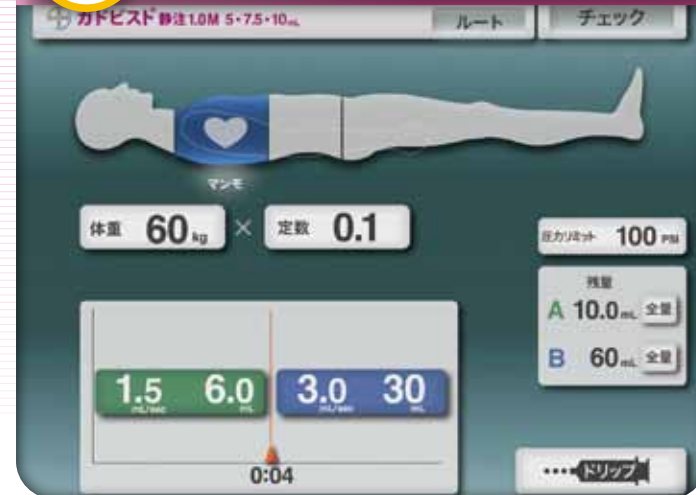 ガドビスト 静注1.0M 5・7.5・10mL
ルート
チェック
マンモ
体重 60 kg × 定数 0.1
圧力リミット 100 PSI
残量
A 10.0 mL 全量
B 60 mL 全量
1.5 mL/sec 6.0 mL 3.0 mL/sec 30 mL
0:04
ドリップ